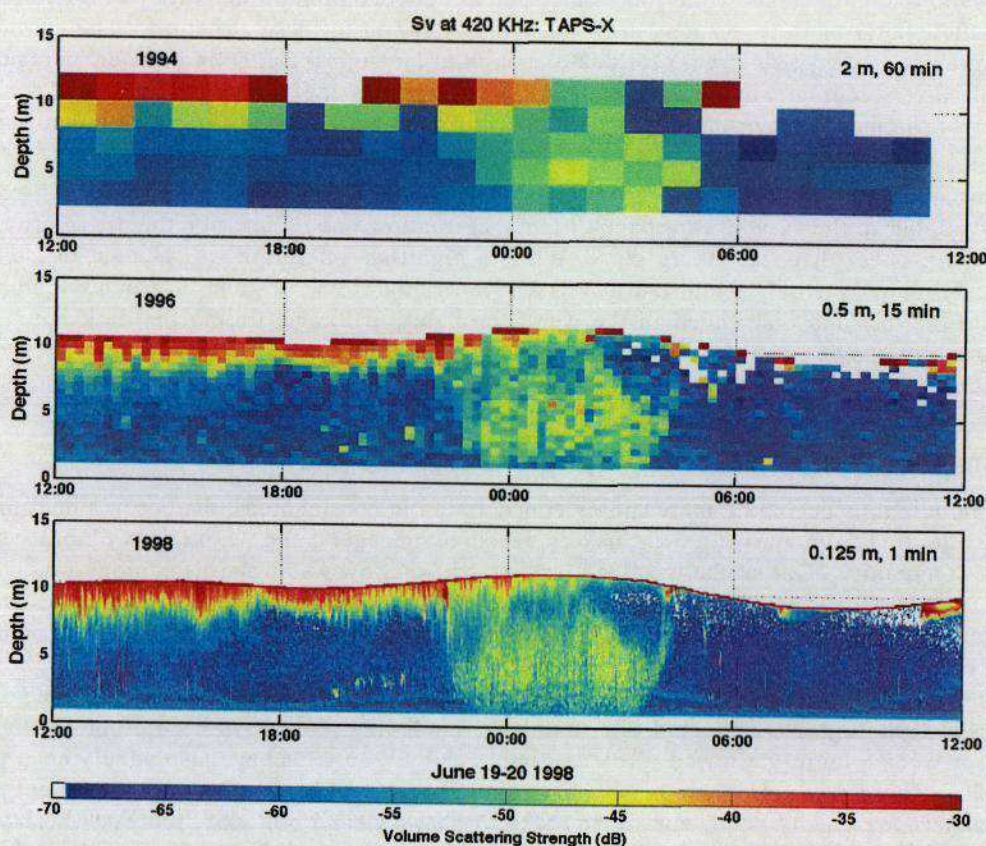 Sv at 420 KHz: TAPS-X
15
10
5
0
Depth (m)
1994
2 m, 60 min
12:00 18:00 00:00 06:00 12:00
15
10
5
0
Depth (m)
1996
0.5 m, 15 min
12:00 18:00 00:00 06:00 12:00
15
10
5
0
Depth (m)
1998
0.125 m, 1 min
12:00 18:00 00:00 06:00 12:00
June 19-20 1998
-70 -65 -60 -55 -50 -45 -40 -35 -30
Volume Scattering Strength (dB)